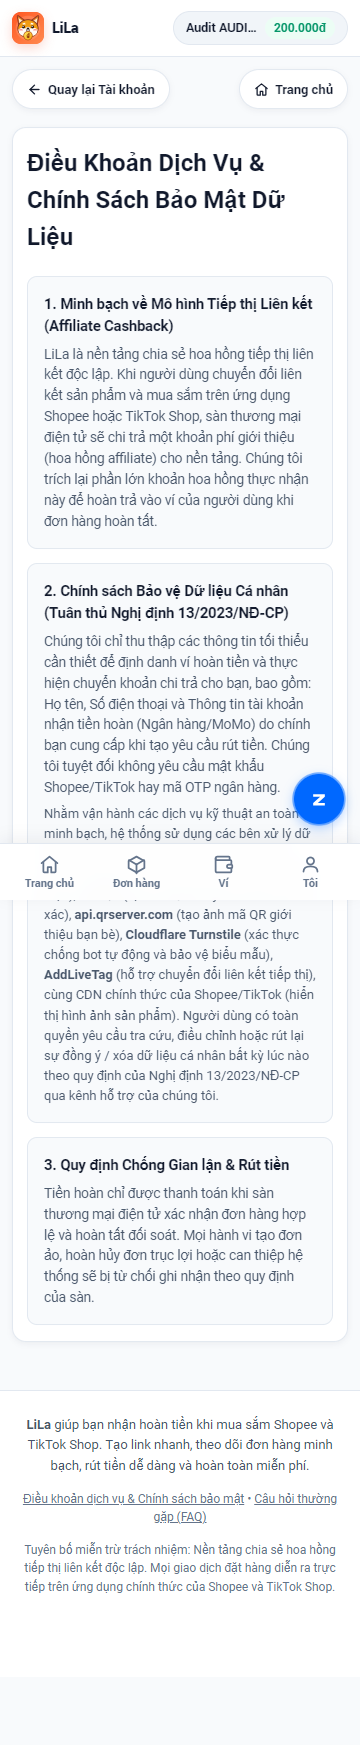 LiLa
Audit AUDI...
200.000đ
Quay lại Tài khoản
Trang chủ
Điều Khoản Dịch Vụ &
Chính Sách Bảo Mật Dữ
Liệu
1. Minh bạch về Mô hình Tiếp thị Liên kết
(Affiliate Cashback)
LiLa là nền tảng chia sẻ hoa hồng tiếp thị liên
kết độc lập. Khi người dùng chuyển đổi liên
kết sản phẩm và mua sắm trên ứng dụng
Shopee hoặc TikTok Shop, sàn thương mại
điện tử sẽ chi trả một khoản phí giới thiệu
(hoa hồng affiliate) cho nền tảng. Chúng tôi
trích lại phần lớn khoản hoa hồng thực nhận
này để hoàn trả vào ví của người dùng khi
đơn hàng hoàn tất.
2. Chính sách Bảo vệ Dữ liệu Cá nhân
(Tuân thủ Nghị định 13/2023/NĐ-CP)
Chúng tôi chỉ thu thập các thông tin tối thiểu
cần thiết để định danh ví hoàn tiền và thực
hiện chuyển khoản chi trả cho bạn, bao gồm:
Họ tên, Số điện thoại và Thông tin tài khoản
nhận tiền hoàn (Ngân hàng/MoMo) do chính
bạn cung cấp khi tạo yêu cầu rút tiền. Chúng
tôi tuyệt đối không yêu cầu mật khẩu
Shopee/TikTok hay mã OTP ngân hàng.
Nhằm vận hành các dịch vụ kỹ thuật an toàn
minh bạch, hệ thống sử dụng các bên xử lý dữ
Z
Trang chủ
Đơn hàng
Ví
Tôi
xác), api.qrserver.com (tạo ảnh mã QR giới
thiệu bạn bè), Cloudflare Turnstile (xác thực
chống bot tự động và bảo vệ biểu mẫu),
AddLiveTag (hỗ trợ chuyển đổi liên kết tiếp thị),
cùng CDN chính thức của Shopee/TikTok (hiển
thị hình ảnh sản phẩm). Người dùng có toàn
quyền yêu cầu tra cứu, điều chỉnh hoặc rút lại
sự đồng ý / xóa dữ liệu cá nhân bất kỳ lúc nào
theo quy định của Nghị định 13/2023/NĐ-CP
qua kênh hỗ trợ của chúng tôi.
3. Quy định Chống Gian lận & Rút tiền
Tiền hoàn chỉ được thanh toán khi sàn
thương mại điện tử xác nhận đơn hàng hợp
lệ và hoàn tất đối soát. Mọi hành vi tạo đơn
ảo, hoàn hủy đơn trục lợi hoặc can thiệp hệ
thống sẽ bị từ chối ghi nhận theo quy định
của sàn.
LiLa giúp bạn nhận hoàn tiền khi mua sắm Shopee và
TikTok Shop. Tạo link nhanh, theo dõi đơn hàng minh
bạch, rút tiền dễ dàng và hoàn toàn miễn phí.
Điều khoản dịch vụ & Chính sách bảo mật • Câu hỏi thường
gặp (FAQ)
Tuyên bố miễn trừ trách nhiệm: Nền tảng chia sẻ hoa hồng
tiếp thị liên kết độc lập. Mọi giao dịch đặt hàng diễn ra trực
tiếp trên ứng dụng chính thức của Shopee và TikTok Shop.